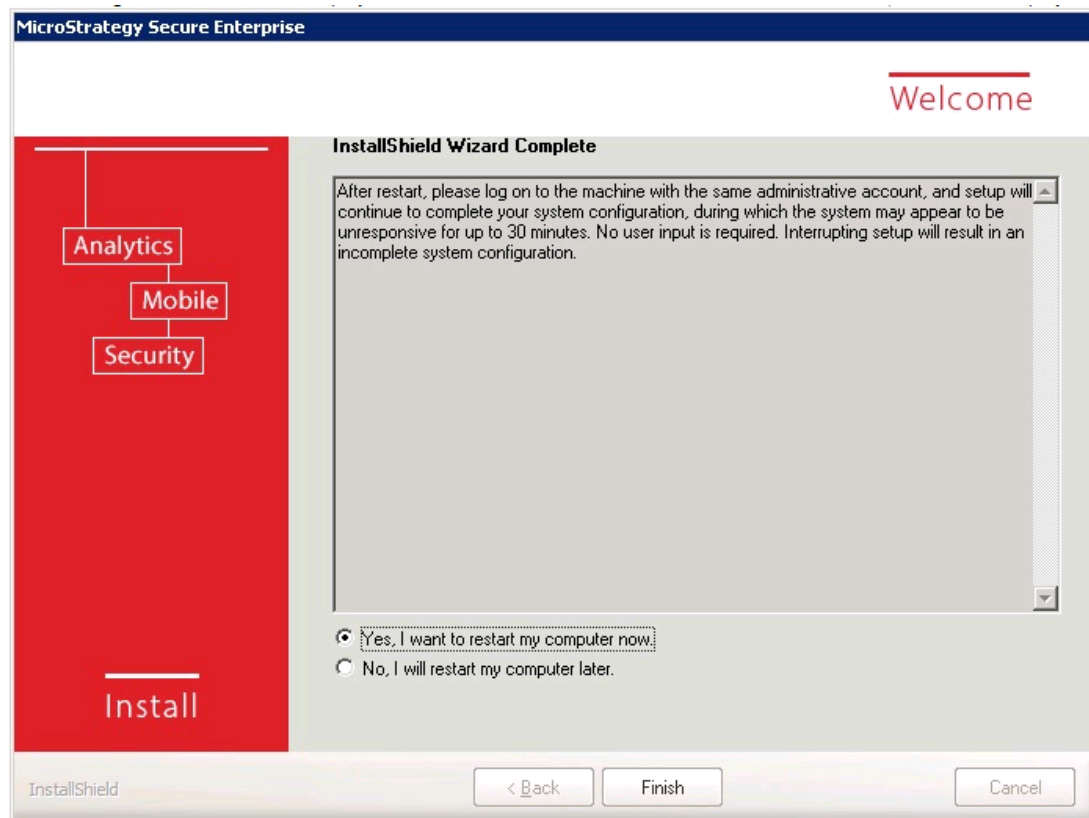 MicroStrategy Secure Enterprise
Welcome
InstallShield Wizard Complete
After restart, please log on to the machine with the same administrative account, and setup will
continue to complete your system configuration, during which the system may appear to be
unresponsive for up to 30 minutes. No user input is required. Interrupting setup will result in an
incomplete system configuration.
Analytics
Mobile
Security
Yes, I want to restart my computer now.
No, I will restart my computer later.
Install
InstallShield
< Back
Finish
Cancel